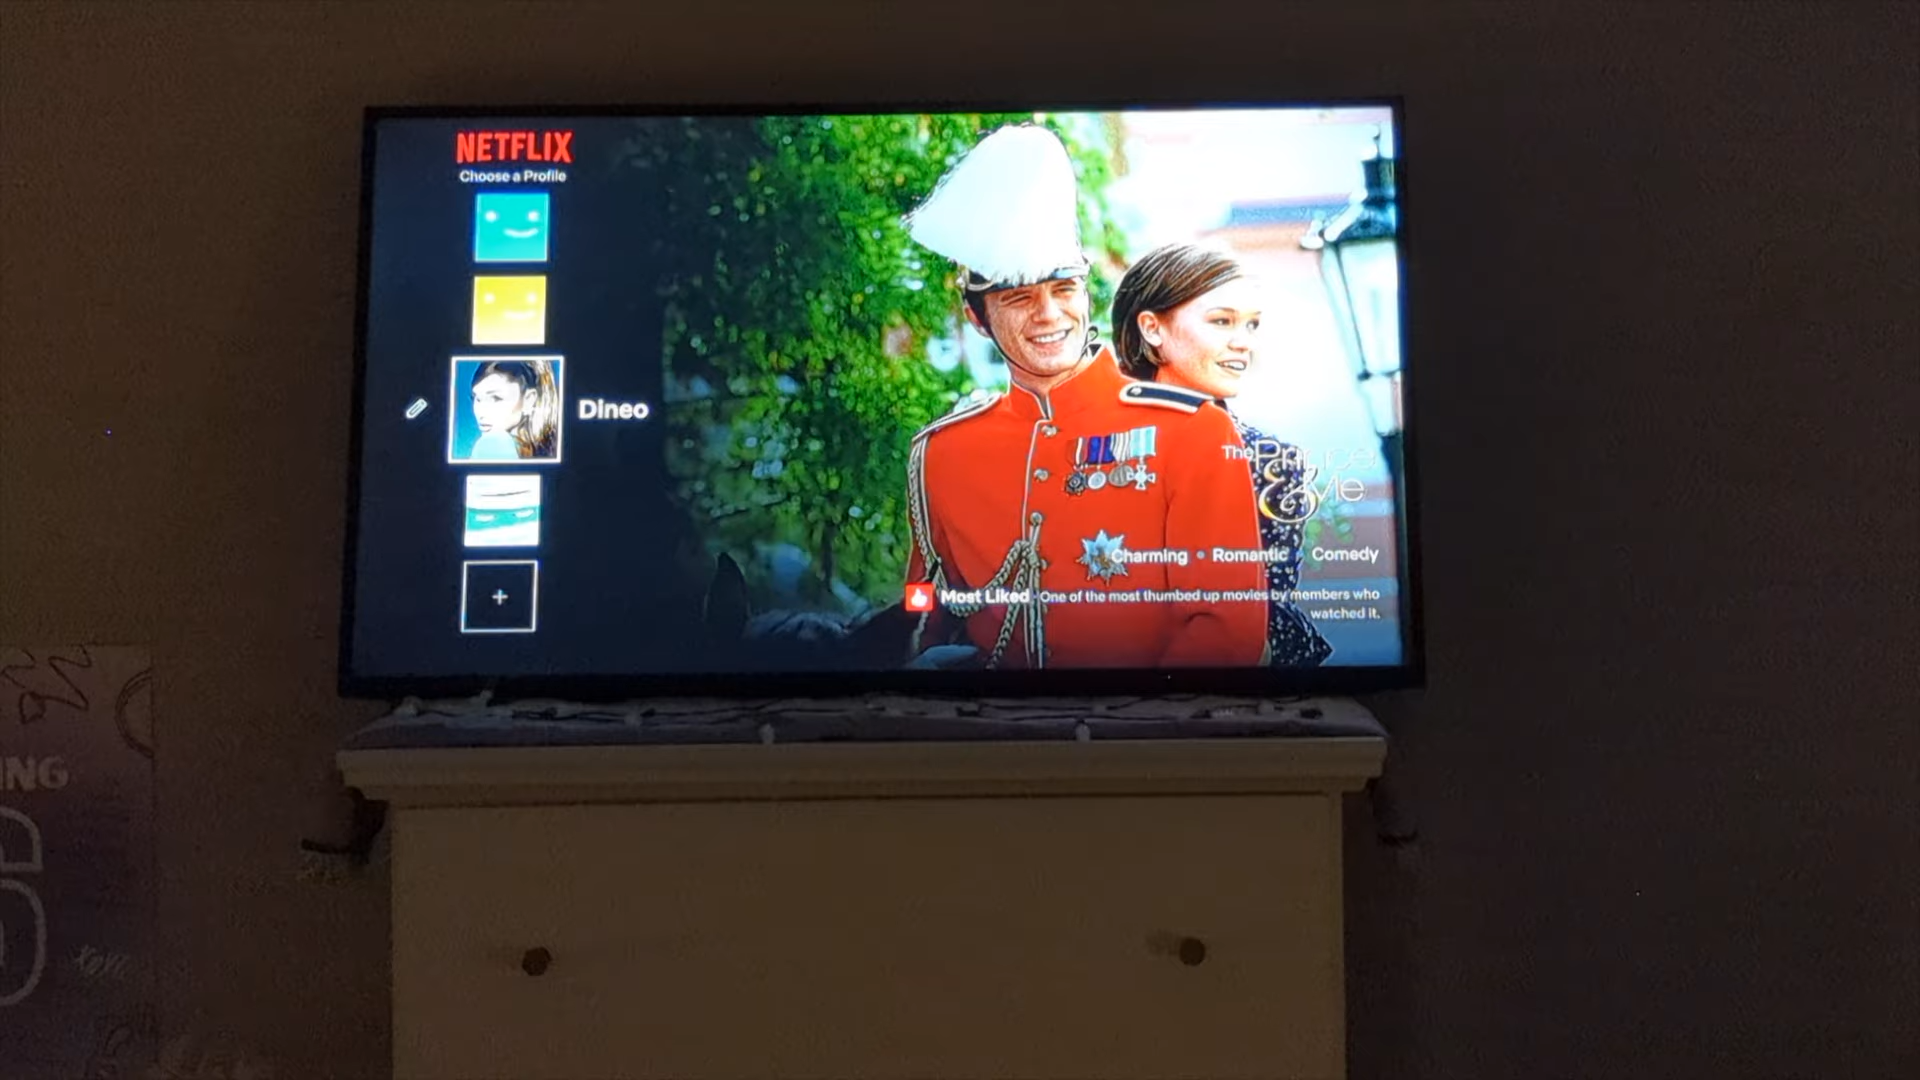 NETFLIX
Choose a Profile
Dineo
The Prince
& Me
Charming • Romantic • Comedy
Most Liked One of the most thumbed up movies by members who
watched it.
ING